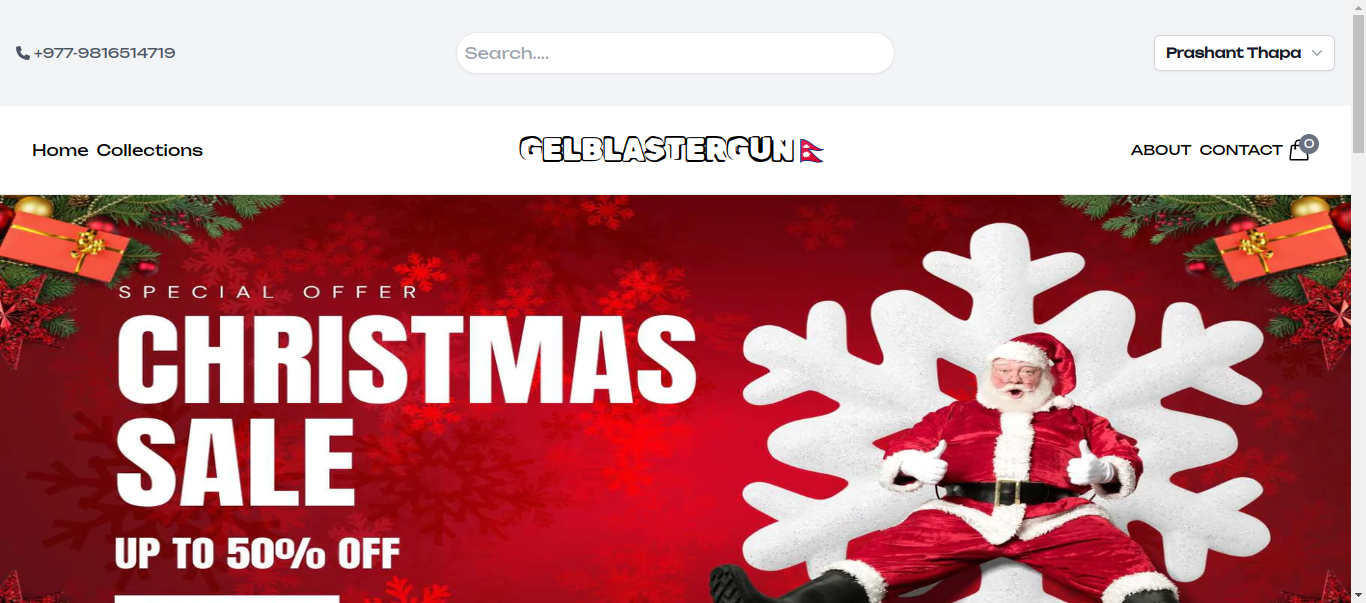 +977-9816514719
Search....
Prashant Thapa
Home Collections
GELBLASTERGUN
ABOUT CONTACT
0
SPECIAL OFFER
CHRISTMAS
SALE
UP TO 50% OFF